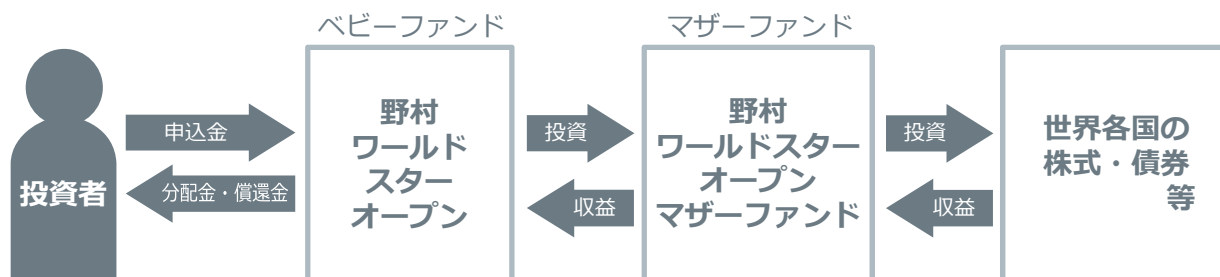 ベビーファンド
マザーファンド
投資者
申込金
分配金・償還金
野村
ワールド
スター
オープン
投資
収益
野村
ワールドスター
オープン
マザーファンド
投資
収益
世界各国の
株式・債券
等